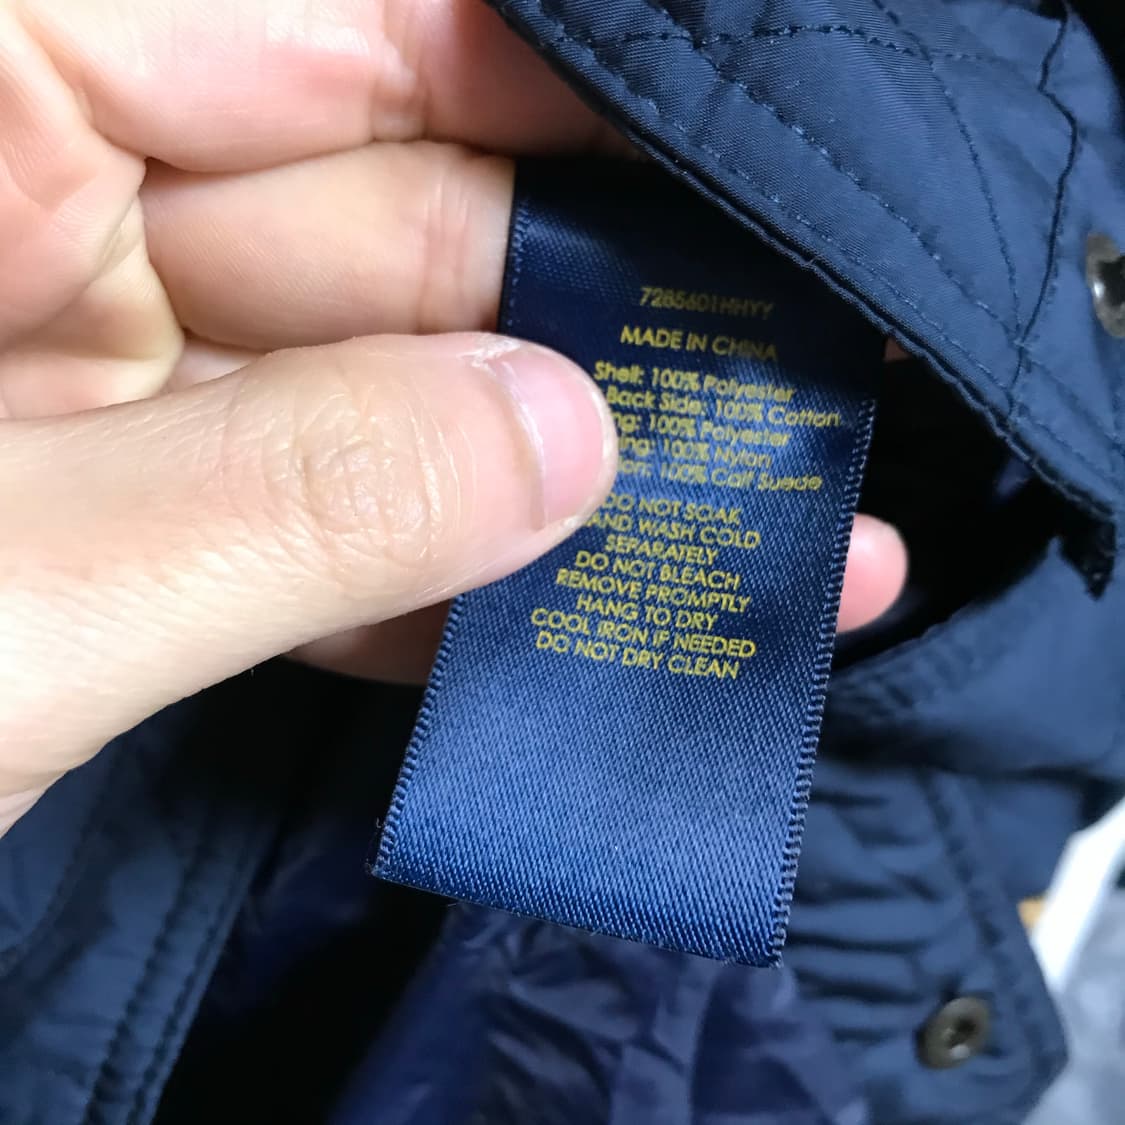 7285601HHYY
MADE IN CHINA
Shell: 100% Polyester
Back Side: 100% Cotton
100% Polyester
100% Nylon
100% Calf Suede
DO NOT SOAK
AND WASH COLD
SEPARATELY
DO NOT BLEACH
REMOVE PROMPTLY
HANG TO DRY
COOL IRON IF NEEDED
DO NOT DRY CLEAN